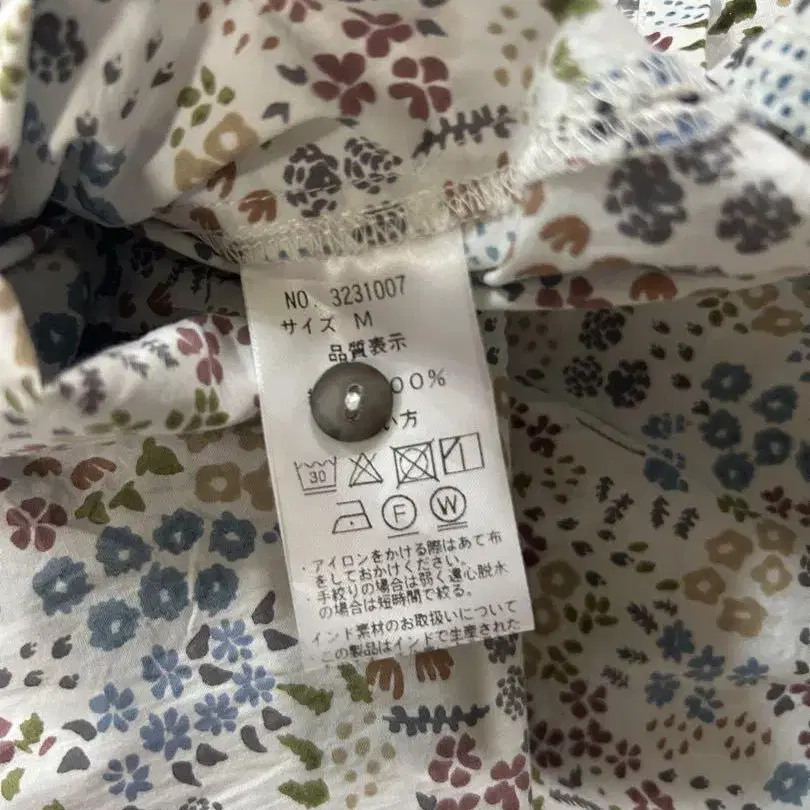 NO. 3231007
サイズ M
品質表示
00%
い方
30
F W
・アイロンをかける際はあて布
をしておかけください。
・手絞りの場合は弱く遠心脱水
の場合は短時間で絞る。
インド素材のお取扱いについて
・この製品はインドで生産された